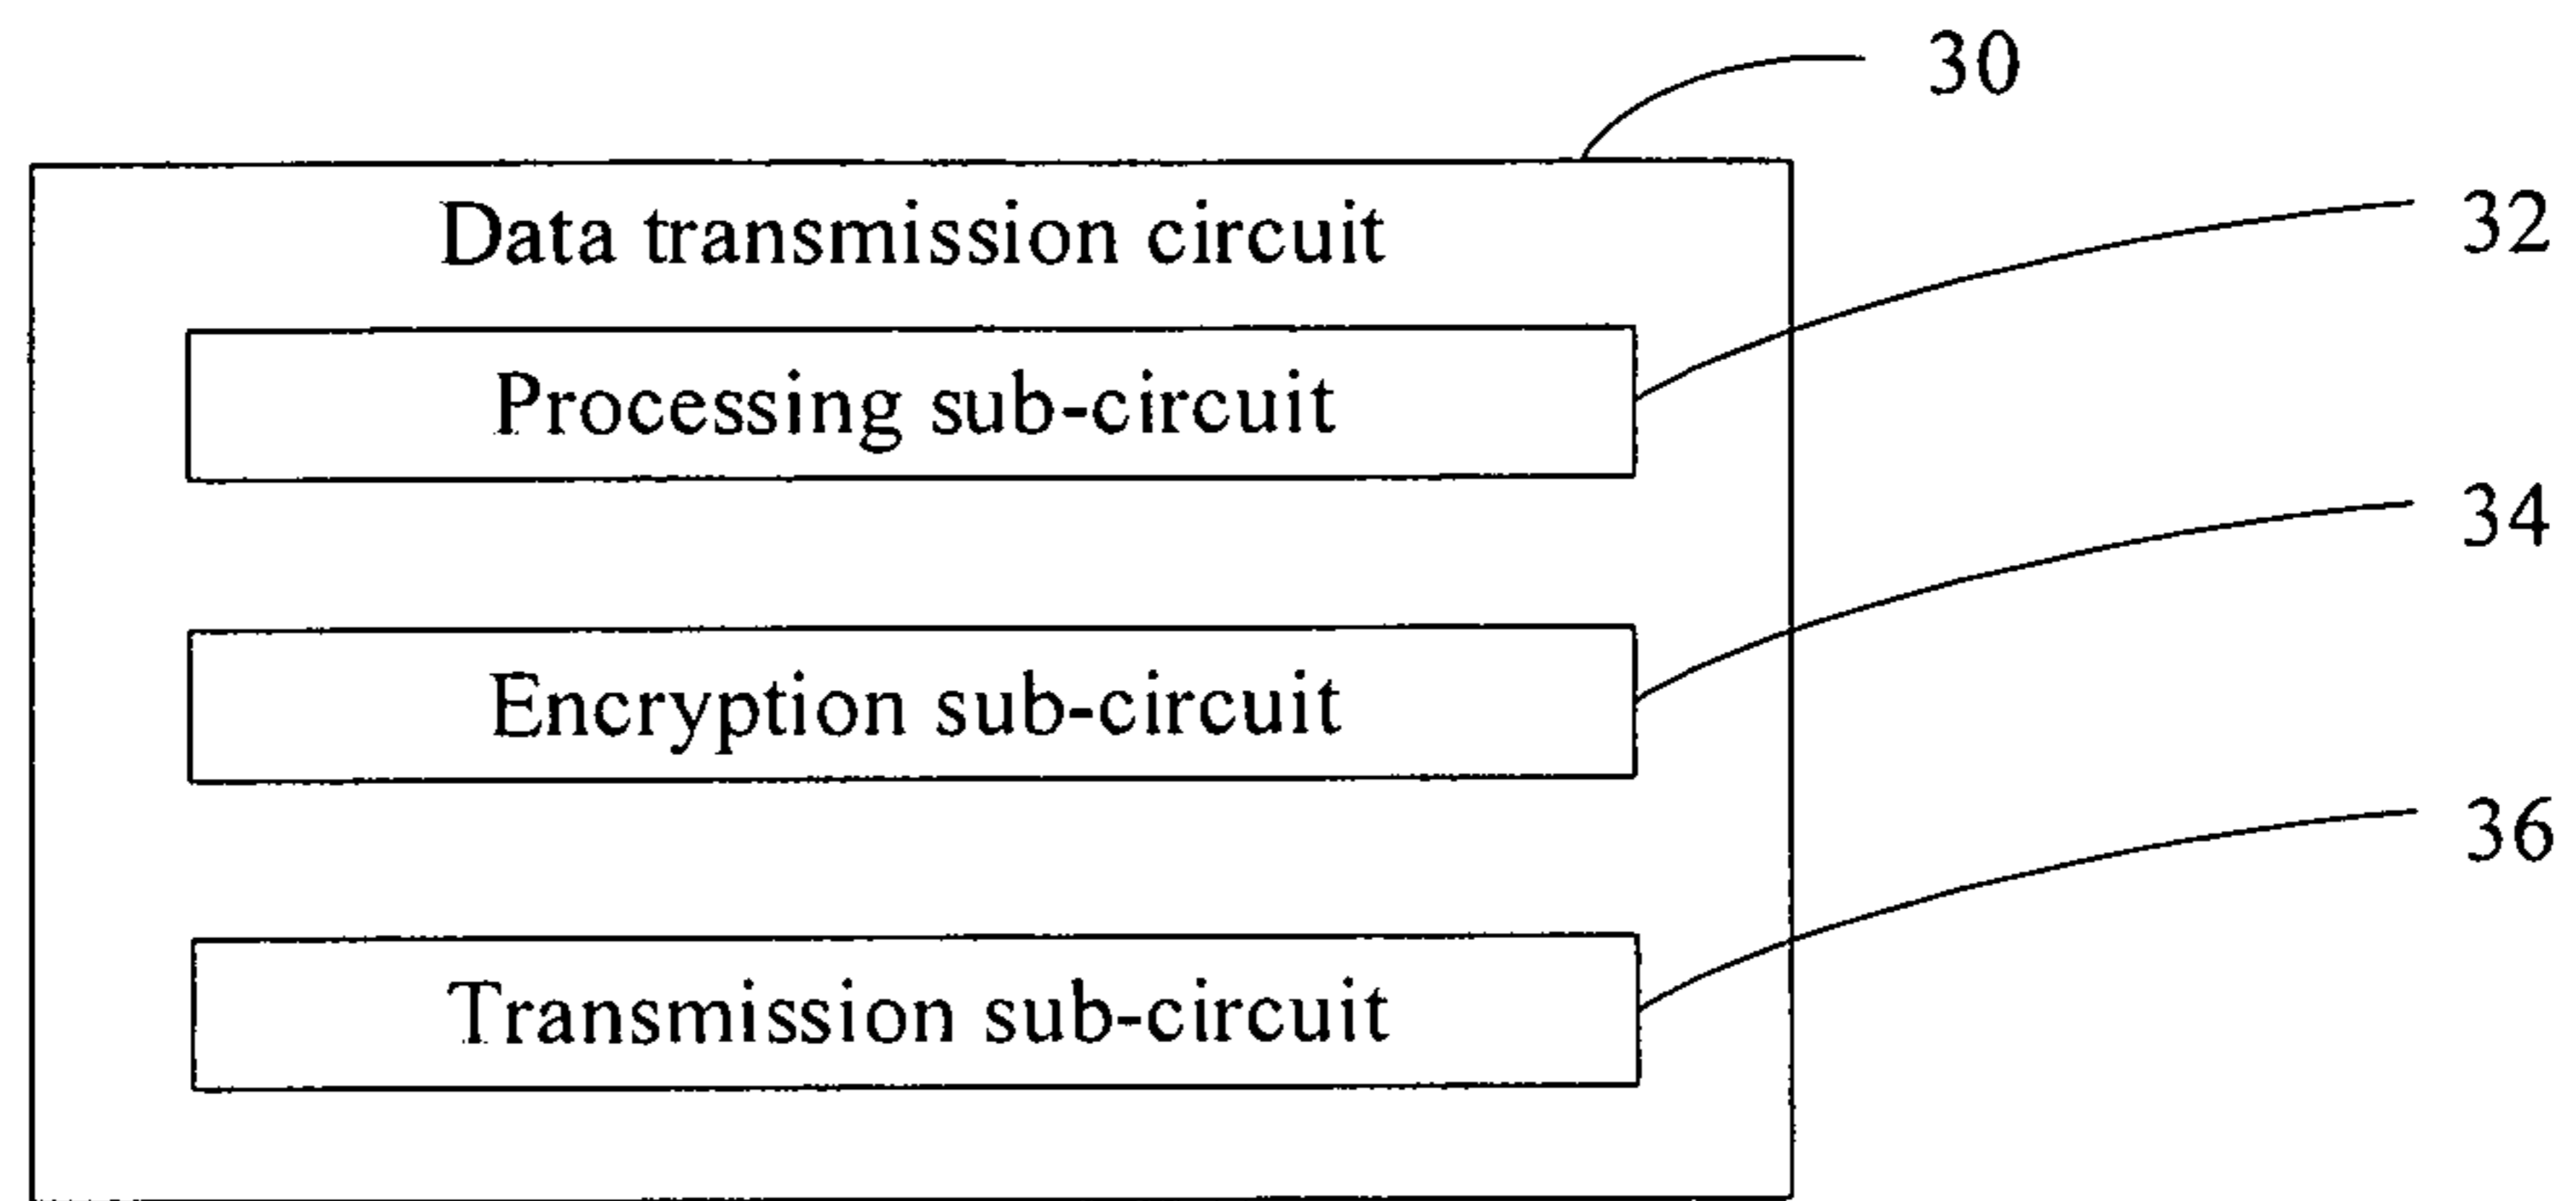 30
Data transmission circuit
32
Processing sub-circuit
34
Encryption sub-circuit
36
Transmission sub-circuit